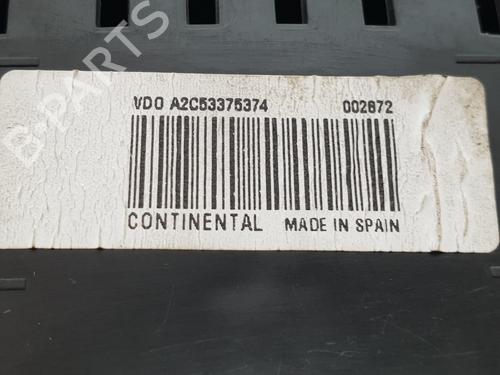 VDO A2C53375374 002672
CONTINENTAL MADE IN SPAIN
B-PARTS